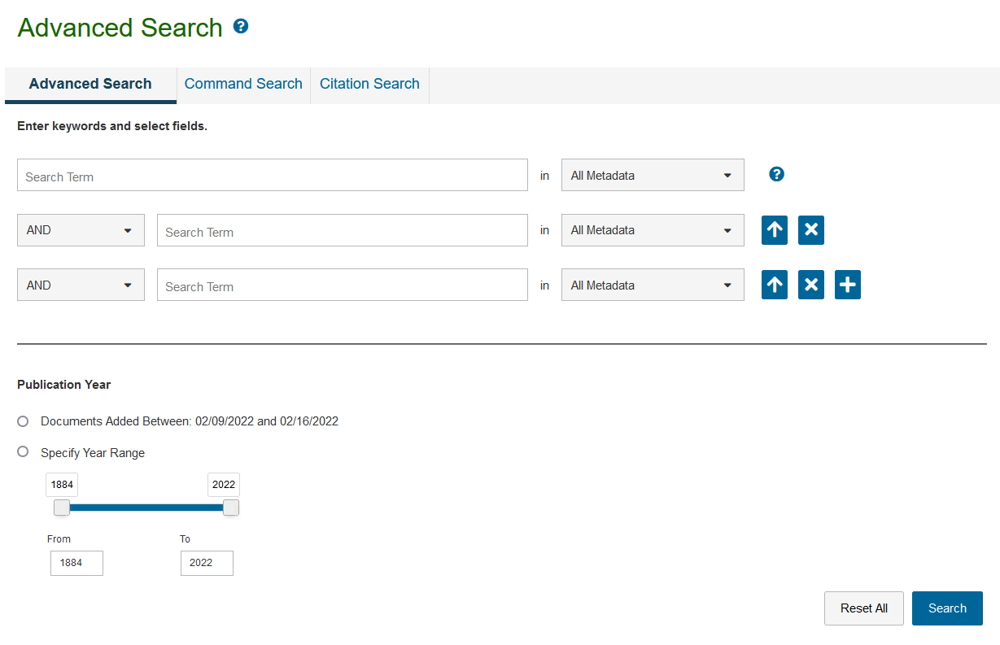 Advanced Search
Advanced Search Command Search Citation Search
Enter keywords and select fields.
Search Term in All Metadata
AND Search Term in All Metadata
AND Search Term in All Metadata
Publication Year
Documents Added Between: 02/09/2022 and 02/16/2022
Specify Year Range
1884 2022
From To
1884 2022
Reset All Search